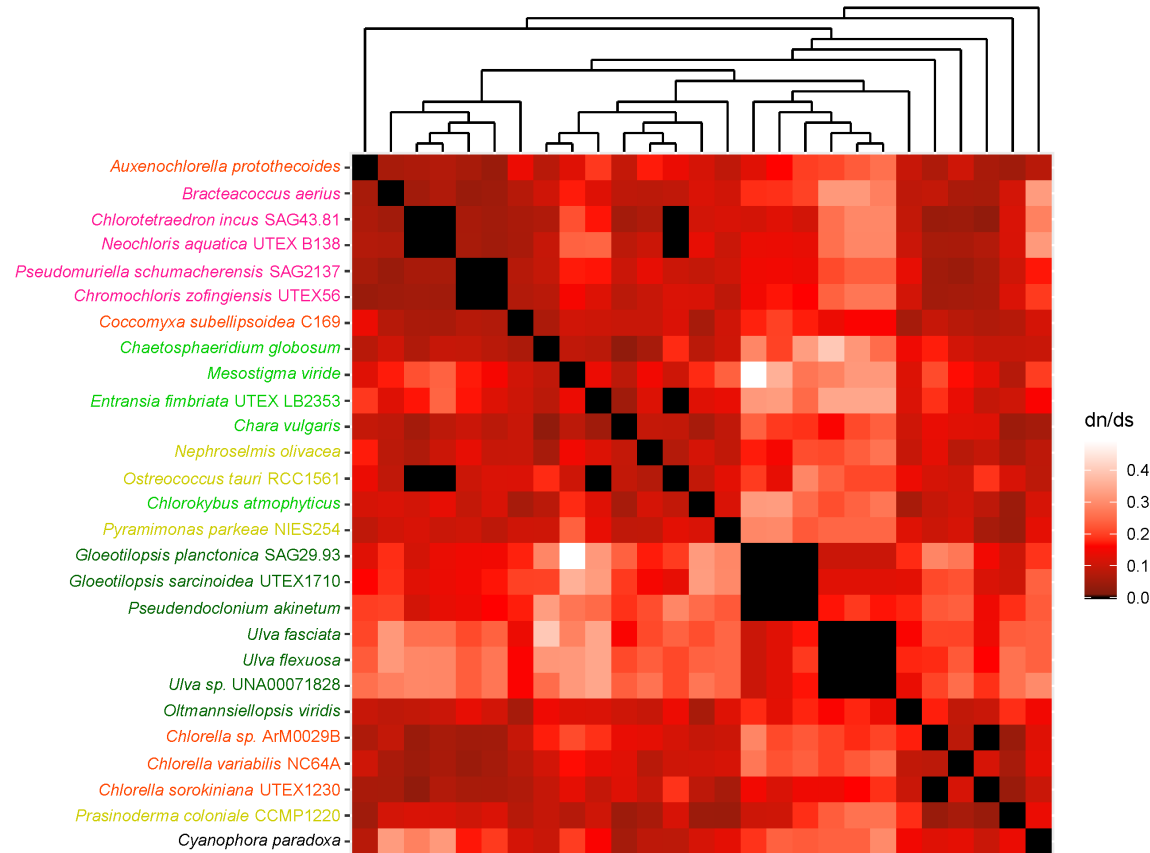 Auxenochlorella protothecoides
Bracteacoccus aerius
Chlorotetraedron incus SAG43.81
Neochloris aquatica UTEX B138
Pseudomuriella schumacherensis SAG2137
Chromochloris zofingiensis UTEX56
Coccomyxa subellipsoidea C169
Chaetosphaeridium globosum
Mesostigma viride
Entransia fimbriata UTEX LB2353
Chara vulgaris
Nephroselmis olivacea
Ostreococcus tauri RCC1561
Chlorokybus atmophyticus
Pyramimonas parkeae NIES254
Gloeotilopsis planctonica SAG29.93
Gloeotilopsis sarcinoidea UTEX1710
Pseudendoclonium akinetum
Ulva fasciata
Ulva flexuosa
Ulva sp. UNA00071828
Oltmannsiellopsis viridis
Chlorella sp. ArM0029B
Chlorella variabilis NC64A
Chlorella sorokiniana UTEX1230
Prasinoderma coloniale CCMP1220
Cyanophora paradoxa
dn/ds
0.4
0.3
0.2
0.1
0.0